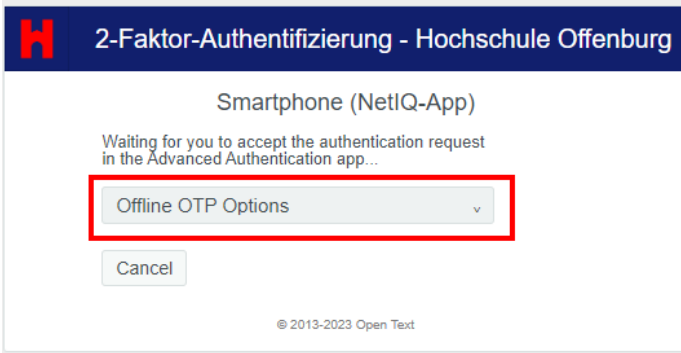 H 2-Faktor-Authentifizierung - Hochschule Offenburg
Smartphone (NetIQ-App)
Waiting for you to accept the authentication request
in the Advanced Authentication app...
Offline OTP Options v
Cancel
© 2013-2023 Open Text